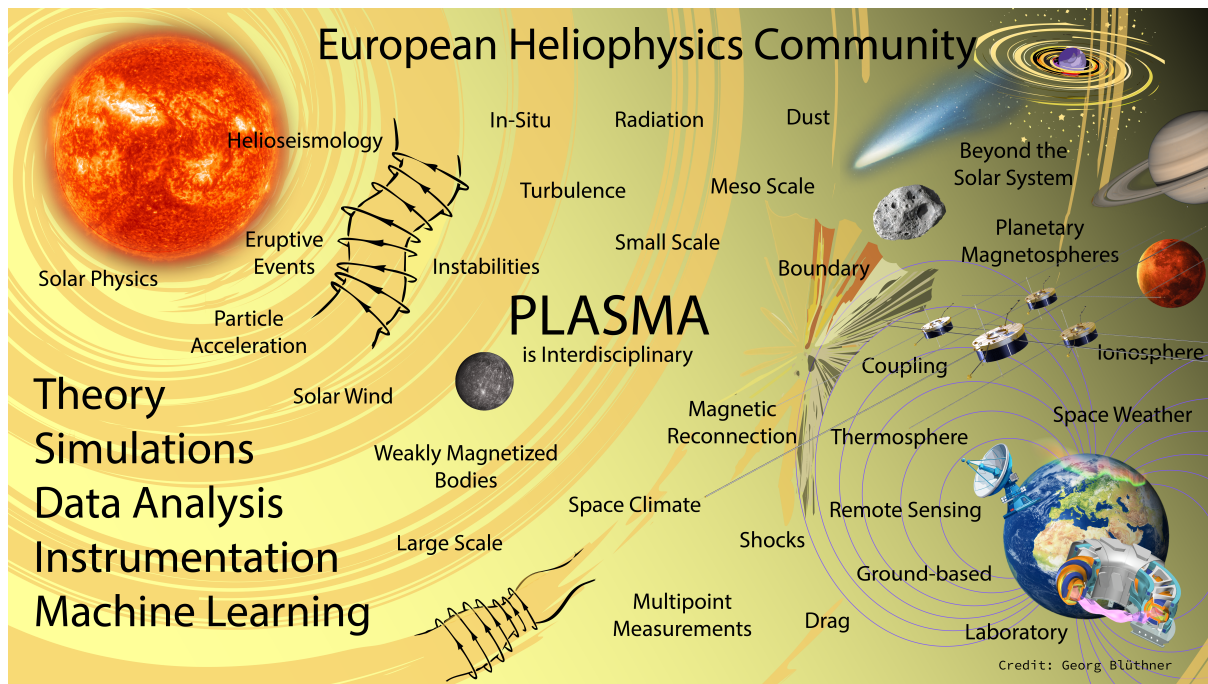 European Heliophysics Community
In-Situ
Radiation
Dust
Helioseismology
Beyond the
Solar System
Turbulence
Meso Scale
Eruptive
Events
Small Scale
Planetary
Magnetospheres
Solar Physics
Instabilities
Boundary
Particle
Acceleration
PLASMA
is Interdisciplinary
Coupling
Ionosphere
Theory
Simulations
Data Analysis
Instrumentation
Machine Learning
Solar Wind
Magnetic
Reconnection
Space Weather
Thermosphere
Weakly Magnetized
Bodies
Space Climate
Remote Sensing
Large Scale
Shocks
Ground-based
Multipoint
Measurements
Drag
Laboratory
Credit: Georg Blüthner